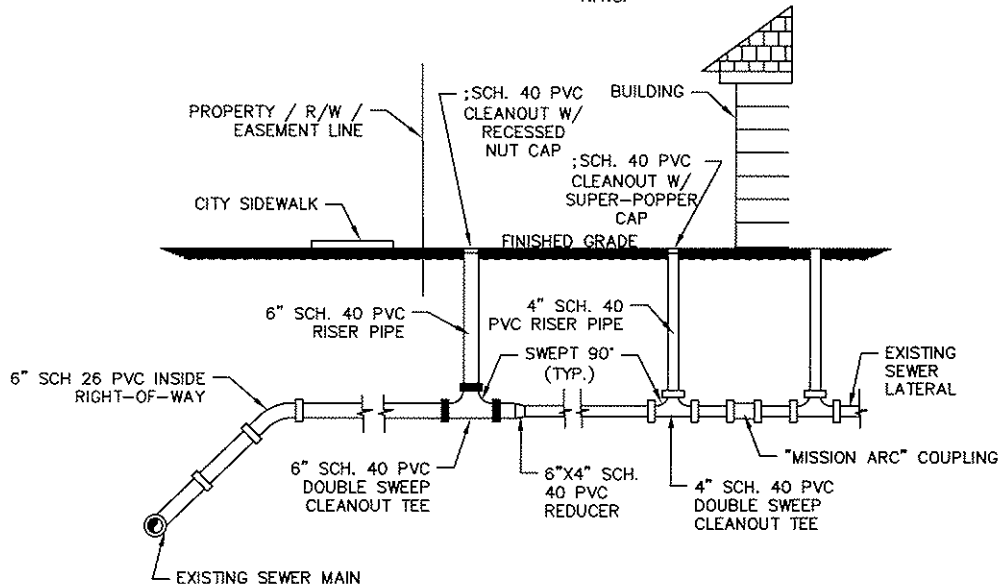 PROPERTY / R/W /
EASEMENT LINE
;SCH. 40 PVC
CLEANOUT W/
RECESSED
NUT CAP
BUILDING
;SCH. 40 PVC
CLEANOUT W/
SUPER-POPPER
CAP
CITY SIDEWALK
FINISHED GRADE
6" SCH. 40 PVC
RISER PIPE
4" SCH. 40
PVC RISER PIPE
SWEPT 90°
(TYP.)
EXISTING
SEWER
LATERAL
6" SCH 26 PVC INSIDE
RIGHT-OF-WAY
6" SCH. 40 PVC
DOUBLE SWEEP
CLEANOUT TEE
6"X4" SCH.
40 PVC
REDUCER
4" SCH. 40 PVC
DOUBLE SWEEP
CLEANOUT TEE
"MISSION ARC" COUPLING
EXISTING SEWER MAIN